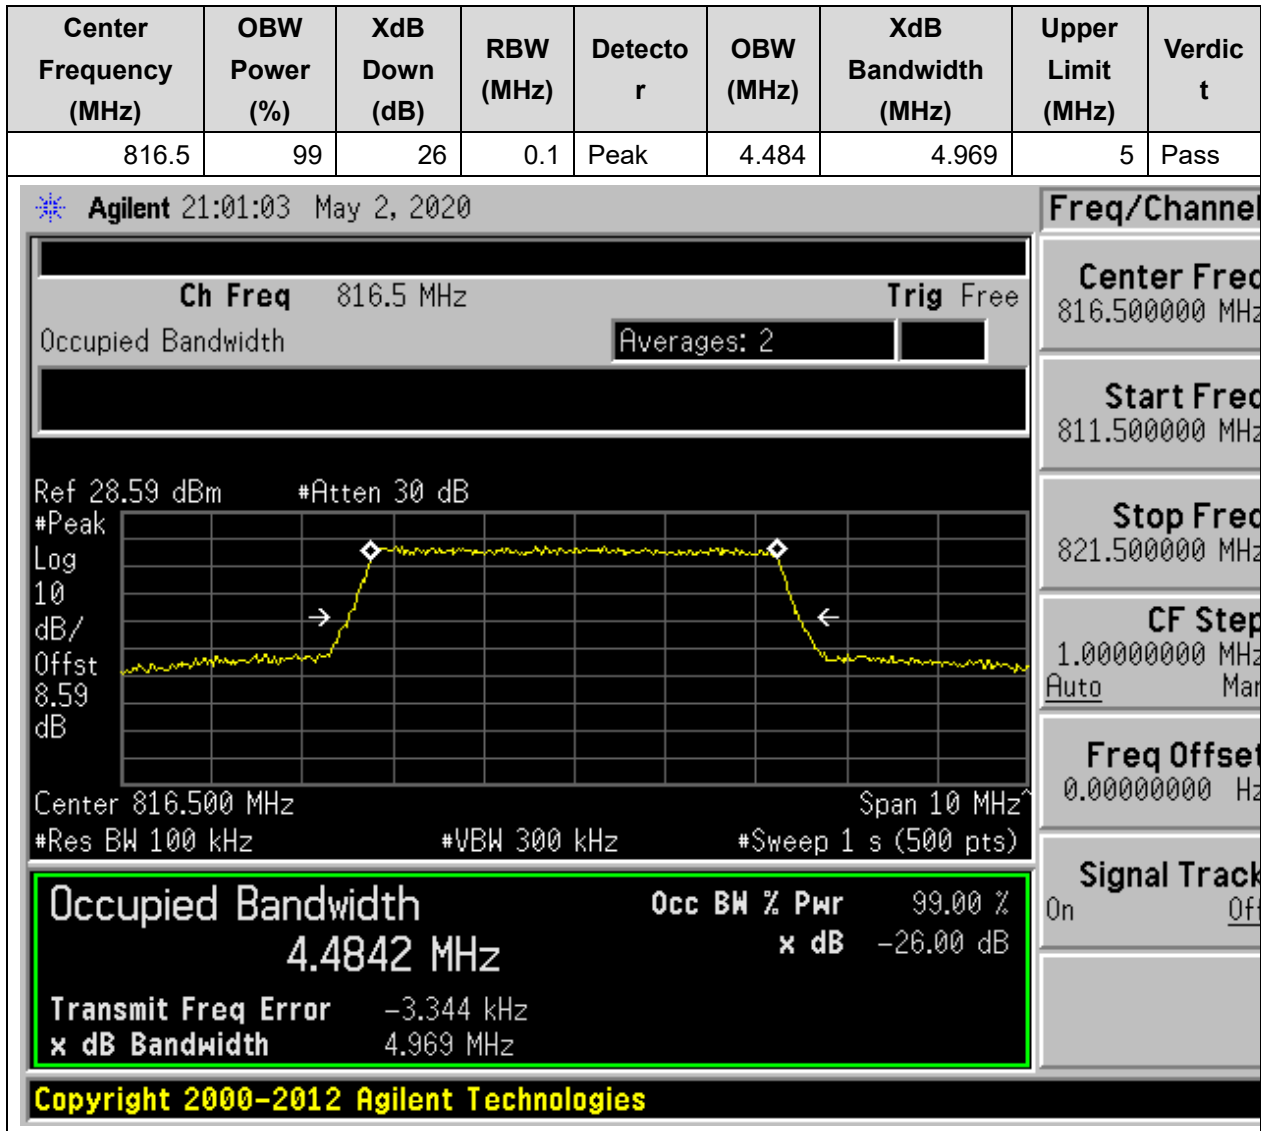 Center Frequency (MHz) OBW Power (%) XdB Down (dB) RBW (MHz) Detecto r OBW (MHz) XdB Bandwidth (MHz) Upper Limit (MHz) Verdic t
816.5 99 26 0.1 Peak 4.484 4.969 5 Pass
Agilent 21:01:03 May 2, 2020
Ch Freq 816.5 MHz Trig Free
Occupied Bandwidth Averages: 2
Ref 28.59 dBm #Atten 30 dB
#Peak
Log
10
dB/
Offst
8.59
dB
Center 816.500 MHz Span 10 MHz^
#Res BW 100 kHz #VBW 300 kHz #Sweep 1 s (500 pts)
Occupied Bandwidth Occ BW % Pwr 99.00 %
4.4842 MHz x dB -26.00 dB
Transmit Freq Error -3.344 kHz
x dB Bandwidth 4.969 MHz
Copyright 2000-2012 Agilent Technologies
Freq/Channel
Center Freq
816.500000 MHz
Start Freq
811.500000 MHz
Stop Freq
821.500000 MHz
CF Step
1.00000000 MHz
Auto Man
Freq Offset
0.00000000 Hz
Signal Track
On Off